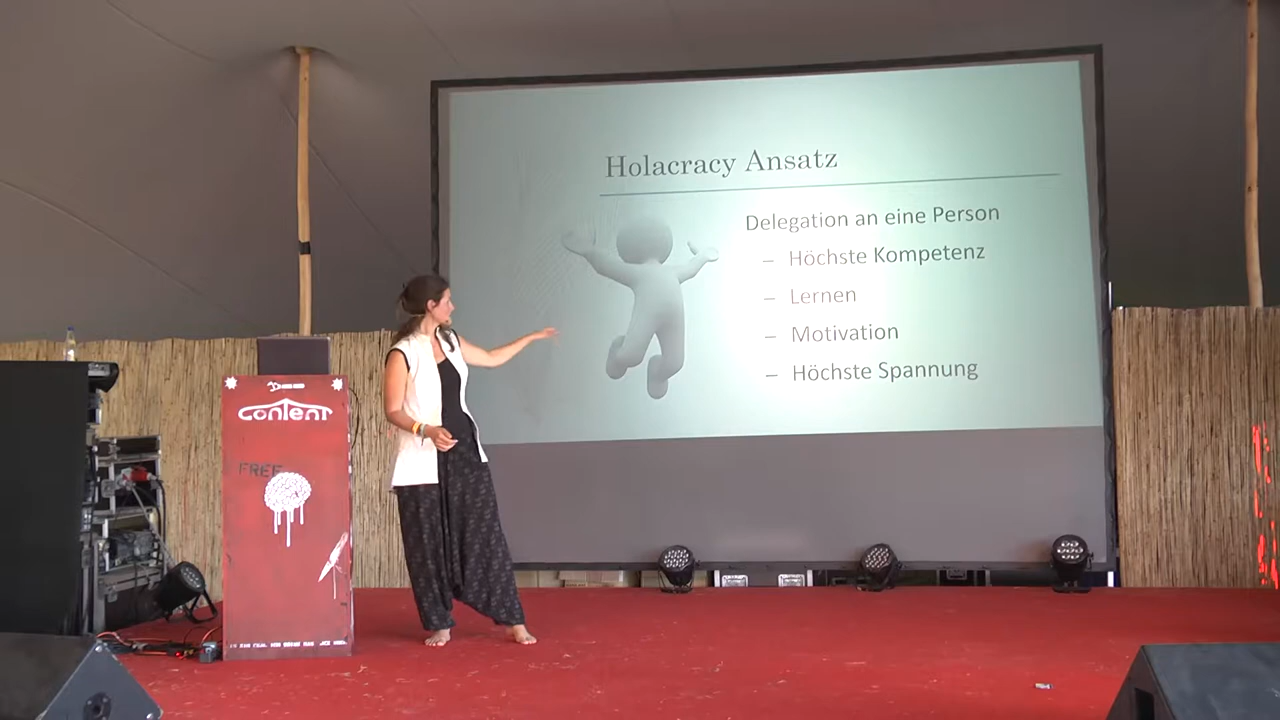 Holacracy Ansatz
Delegation an eine Person
– Höchste Kompetenz
– Lernen
– Motivation
– Höchste Spannung
content
FREE